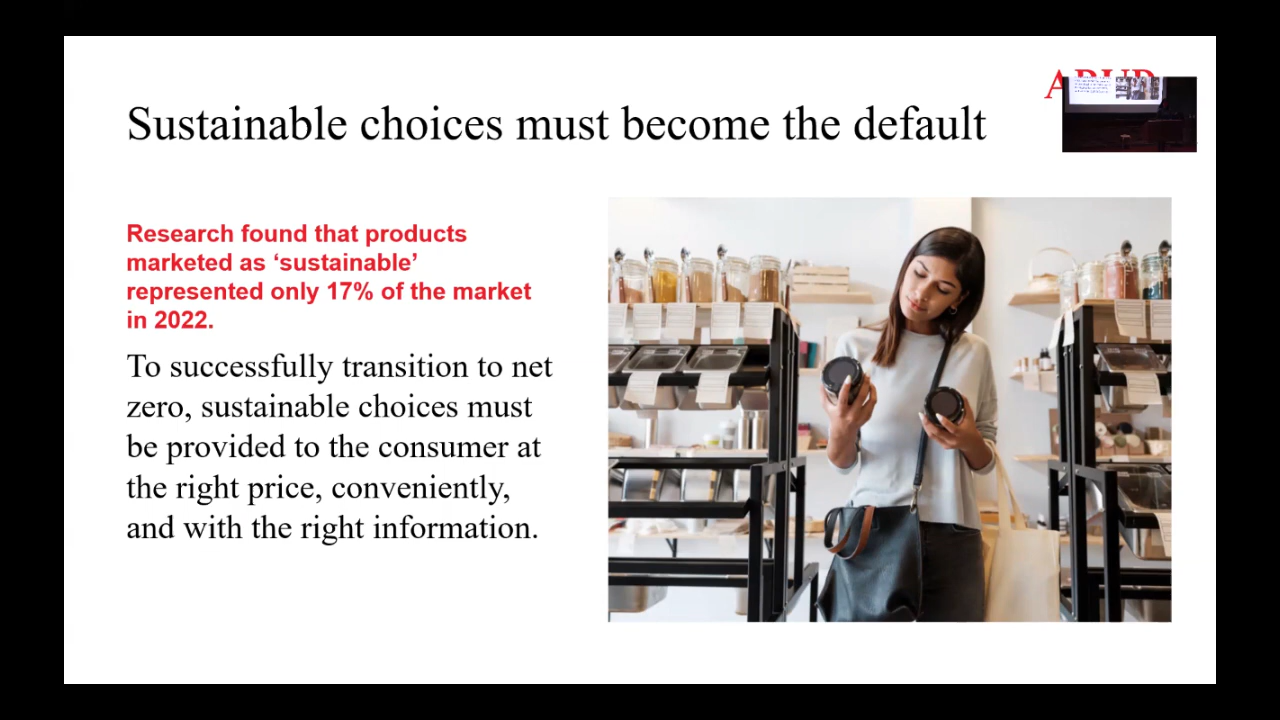 Sustainable choices must become the default
Research found that products
marketed as ‘sustainable’
represented only 17% of the market
in 2022.
To successfully transition to net
zero, sustainable choices must
be provided to the consumer at
the right price, conveniently,
and with the right information.